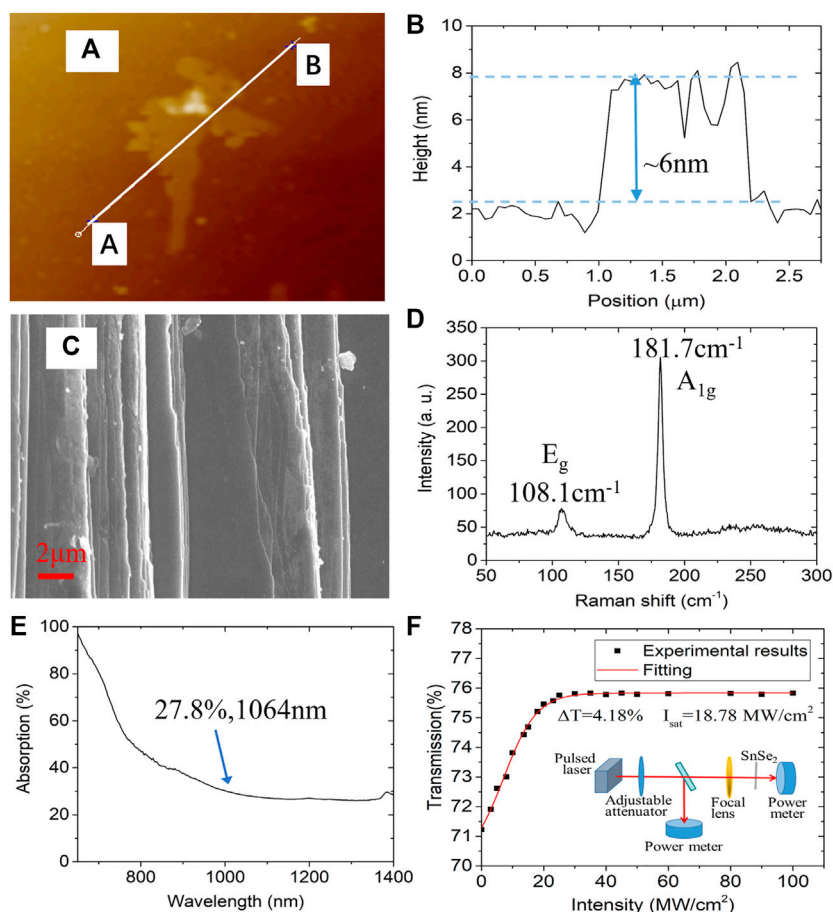 A
B
A
B
Height (nm)
10
8
6
4
2
0
~6nm
0.0 0.5 1.0 1.5 2.0 2.5
Position (μm)
C
2μm
D
Intensity (a. u.)
350
300
250
200
150
100
50
0
181.7cm⁻¹
A₁g
Eg
108.1cm⁻¹
50 100 150 200 250 300
Raman shift (cm⁻¹)
E
Absorption (%)
100
80
60
40
20
0
27.8%,1064nm
800 1000 1200 1400
Wavelength (nm)
F
Transmission(%)
78
77
76
75
74
73
72
71
70
Experimental results
Fitting
ΔT=4.18% Isat=18.78 MW/cm²
Pulsed
laser
Adjustable
attenuator
Power meter
Focal
lens
SnSe₂
Power
meter
0 20 40 60 80 100
Intensity (MW/cm²)